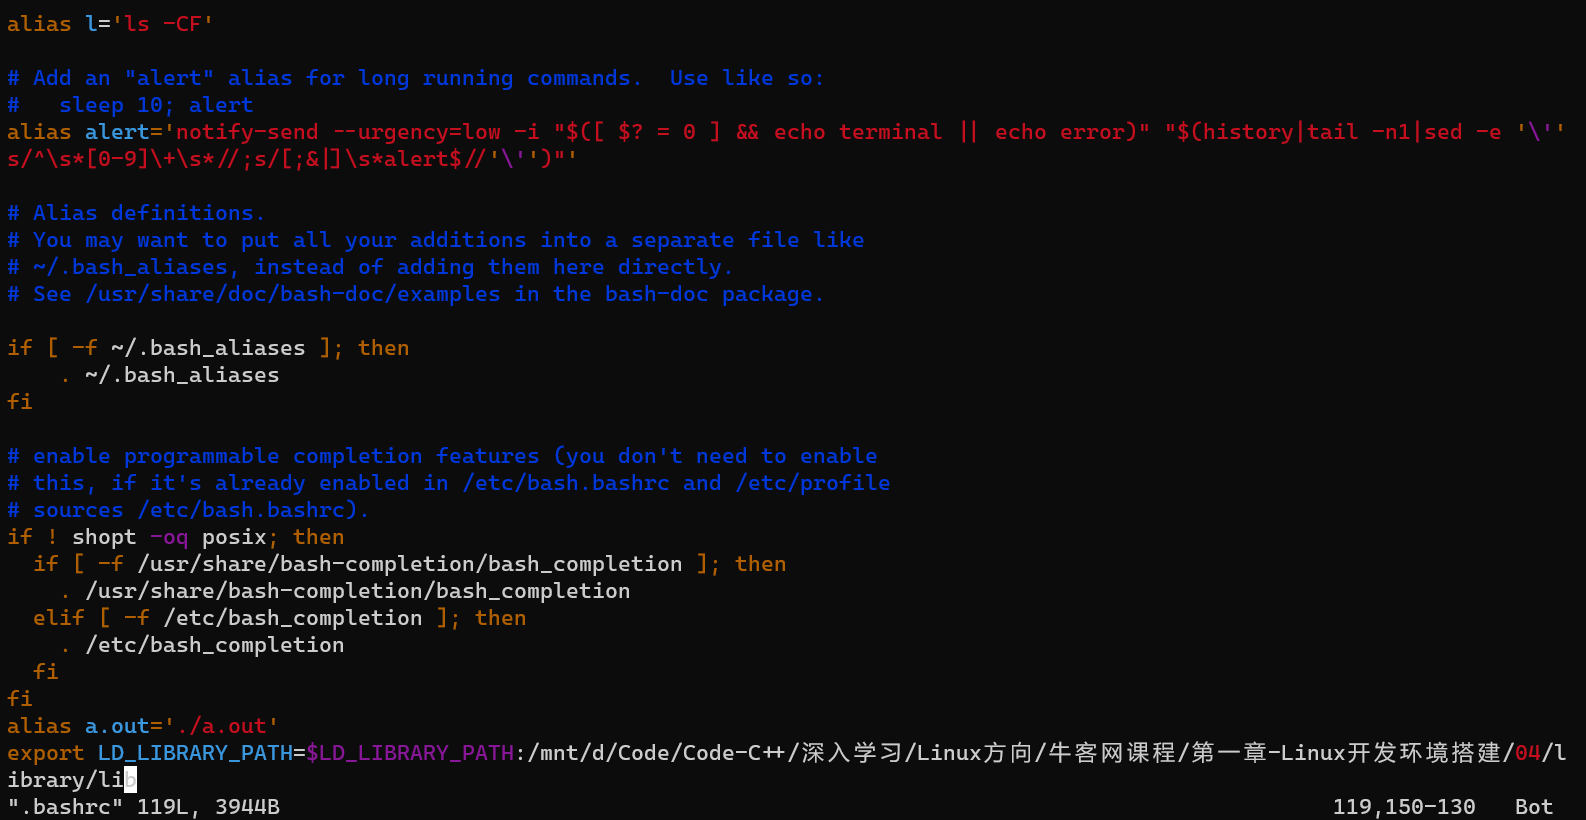 alias l='ls -CF'
# Add an "alert" alias for long running commands.  Use like so:
#   sleep 10; alert
alias alert='notify-send --urgency=low -i "$([ $? = 0 ] && echo terminal || echo error)" "$(history|tail -n1|sed -e '\''
s/^\s*[0-9]\+\s*//;s/[;&|]\s*alert$//'\'')"'
# Alias definitions.
# You may want to put all your additions into a separate file like
# ~/.bash_aliases, instead of adding them here directly.
# See /usr/share/doc/bash-doc/examples in the bash-doc package.
if [ -f ~/.bash_aliases ]; then
    . ~/.bash_aliases
fi
# enable programmable completion features (you don't need to enable
# this, if it's already enabled in /etc/bash.bashrc and /etc/profile
# sources /etc/bash.bashrc).
if ! shopt -oq posix; then
  if [ -f /usr/share/bash-completion/bash_completion ]; then
    . /usr/share/bash-completion/bash_completion
  elif [ -f /etc/bash_completion ]; then
    . /etc/bash_completion
  fi
fi
alias a.out='./a.out'
export LD_LIBRARY_PATH=$LD_LIBRARY_PATH:/mnt/d/Code/Code-C++/深入学习/Linux方向/牛客网课程/第一章-Linux开发环境搭建/04/l
ibrary/lib
".bashrc" 119L, 3944B 119,150-130 Bot